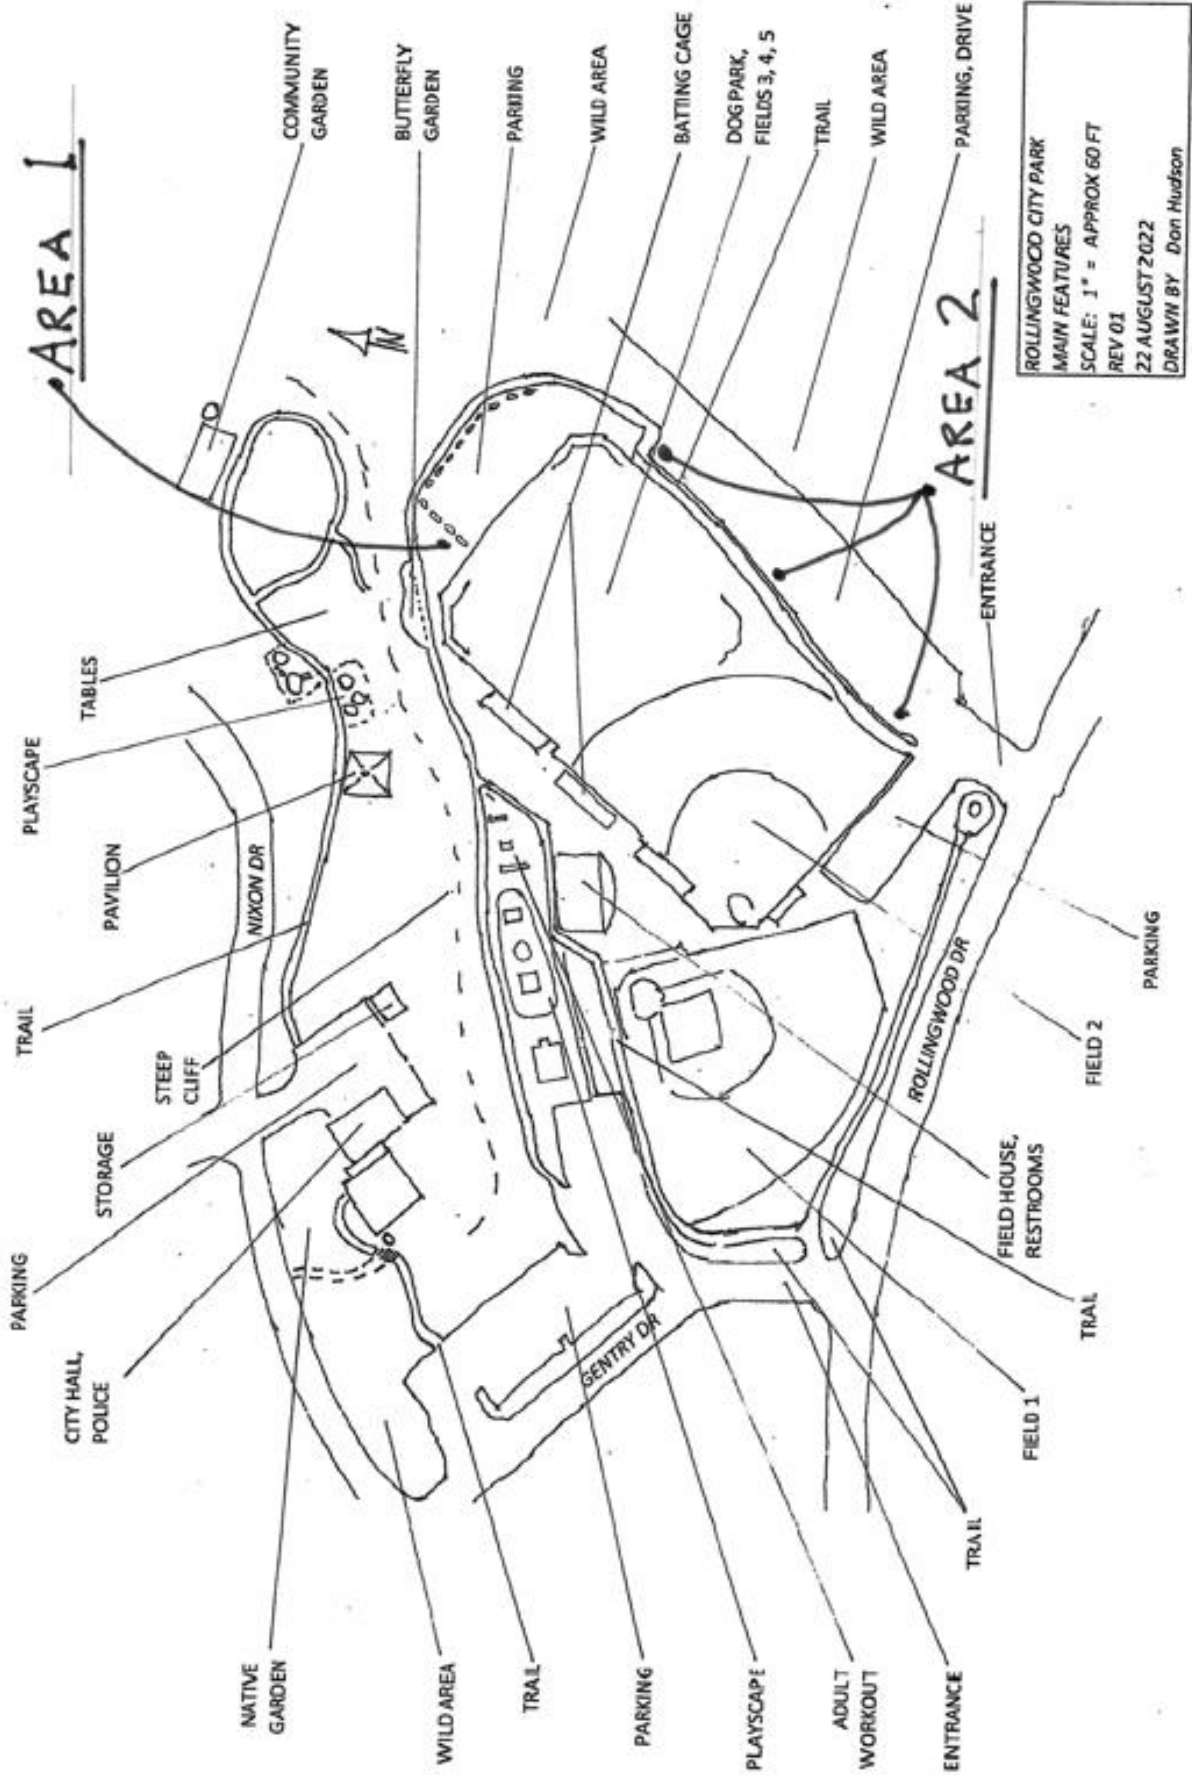 AREA 1
COMMUNITY
GARDEN
BUTTERFLY
GARDEN
PARKING
WILD AREA
BATTING CAGE
DOG PARK,
FIELDS 3, 4, 5
TRAIL
WILD AREA
PARKING, DRIVE
TABLES
PLAYSCAPE
PAVILION
TRAIL
STEEP
CLIFF
STORAGE
PARKING
CITY HALL,
POLICE
NIXON DR
N
NATIVE
GARDEN
WILD AREA
TRAIL
PARKING
PLAYSCAPE
ADULT
WORKOUT
ENTRANCE
GENTRY DR
ROLLINGWOOD DR
TRAIL
FIELD 1
TRAIL
FIELD HOUSE,
RESTROOMS
FIELD 2
PARKING
ENTRANCE
AREA 2
ROLLINGWOOD CITY PARK
MAIN FEATURES
SCALE: 1" = APPROX 60 FT
REV 01
22 AUGUST 2022
DRAWN BY Don Hudson